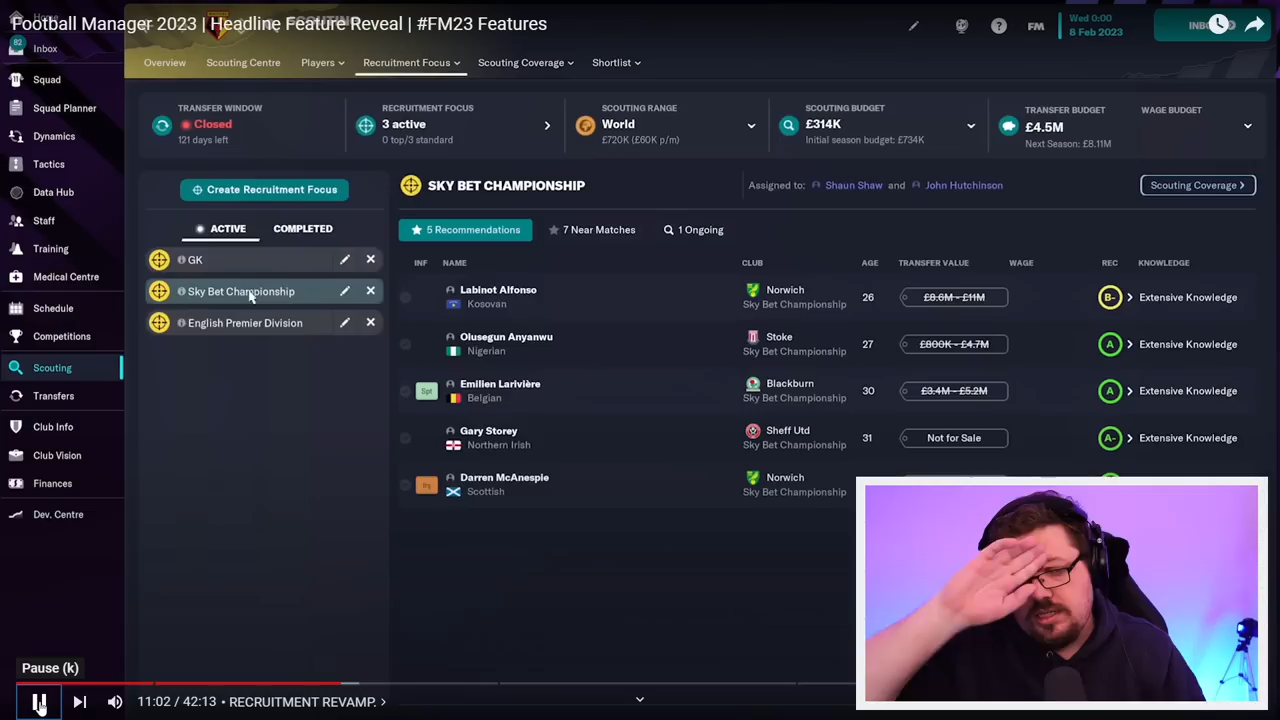 Football Manager 2023 | Headline Feature Reveal | #FM23 Features
FM
Wed 0:00
8 Feb 2023
82
Inbox
Squad
Squad Planner
Dynamics
Tactics
Data Hub
Staff
Training
Medical Centre
Schedule
Competitions
Scouting
Transfers
Club Info
Club Vision
Finances
Dev. Centre
Overview
Scouting Centre
Players
Recruitment Focus
Scouting Coverage
Shortlist
TRANSFER WINDOW
Closed
121 days left
RECRUITMENT FOCUS
3 active
0 top/3 standard
SCOUTING RANGE
World
£720K (£60K p/m)
SCOUTING BUDGET
£314K
Initial season budget: £734K
TRANSFER BUDGET
£4.5M
Next Season: £8.11M
WAGE BUDGET
Create Recruitment Focus
ACTIVE
COMPLETED
GK
Sky Bet Championship
English Premier Division
SKY BET CHAMPIONSHIP
Assigned to: Shaun Shaw and John Hutchinson
Scouting Coverage >
5 Recommendations
7 Near Matches
1 Ongoing
INF NAME CLUB AGE TRANSFER VALUE WAGE REC KNOWLEDGE
Labinot Alfonso Norwich
Kosovan Sky Bet Championship
26 £8.6M - £11M B- Extensive Knowledge
Olusegun Anyanwu Stoke
Nigerian Sky Bet Championship
27 £800K - £4.7M A Extensive Knowledge
Spt
Emilien Larivière Blackburn
Belgian Sky Bet Championship
30 £3.4M - £5.2M A Extensive Knowledge
Gary Storey Sheff Utd
Northern Irish Sky Bet Championship
31 Not for Sale A- Extensive Knowledge
Darren McAnespie Norwich
Scottish Sky Bet Championship
Pause (k)
11:02 / 42:13 • RECRUITMENT REVAMP. >